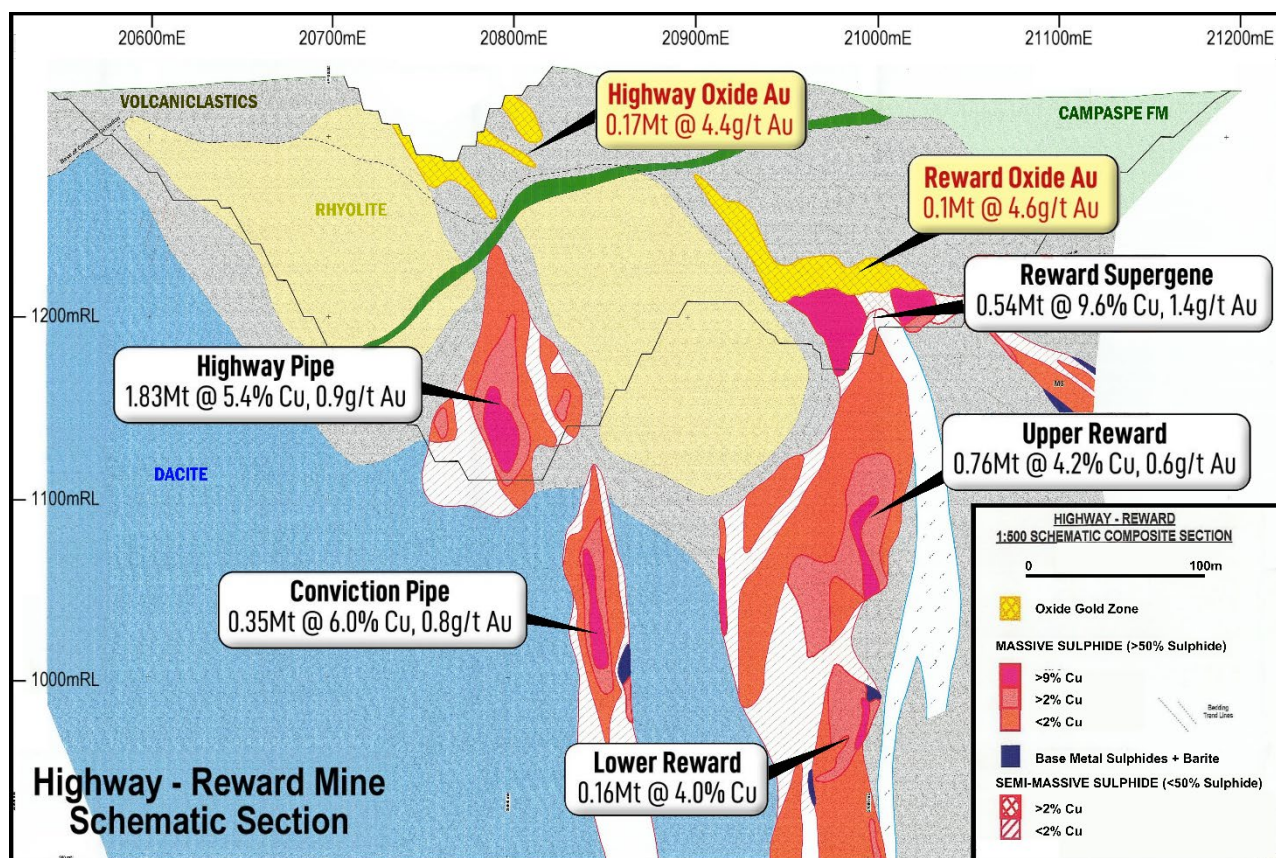 20600mE
20700mE
20800mE
20900mE
21000mE
21100mE
21200mE
VOLCANICLASTICS
Highway Oxide Au
0.17Mt @ 4.4g/t Au
CAMPASPE FM
RHYOLITE
Reward Oxide Au
0.1Mt @ 4.6g/t Au
Reward Supergene
0.54Mt @ 9.6% Cu, 1.4g/t Au
1200mRL
Highway Pipe
1.83Mt @ 5.4% Cu, 0.9g/t Au
Upper Reward
0.76Mt @ 4.2% Cu, 0.6g/t Au
DACITE
1100mRL
HIGHWAY - REWARD
1:500 SCHEMATIC COMPOSITE SECTION
0 100m
Conviction Pipe
0.35Mt @ 6.0% Cu, 0.8g/t Au
Oxide Gold Zone
MASSIVE SULPHIDE (>50% Sulphide)
1000mRL
>9% Cu
>2% Cu
<2% Cu
Bedding
Trend Lines
Base Metal Sulphides + Barite
SEMI-MASSIVE SULPHIDE (<50% Sulphide)
>2% Cu
<2% Cu
Lower Reward
0.16Mt @ 4.0% Cu
Highway - Reward Mine
Schematic Section